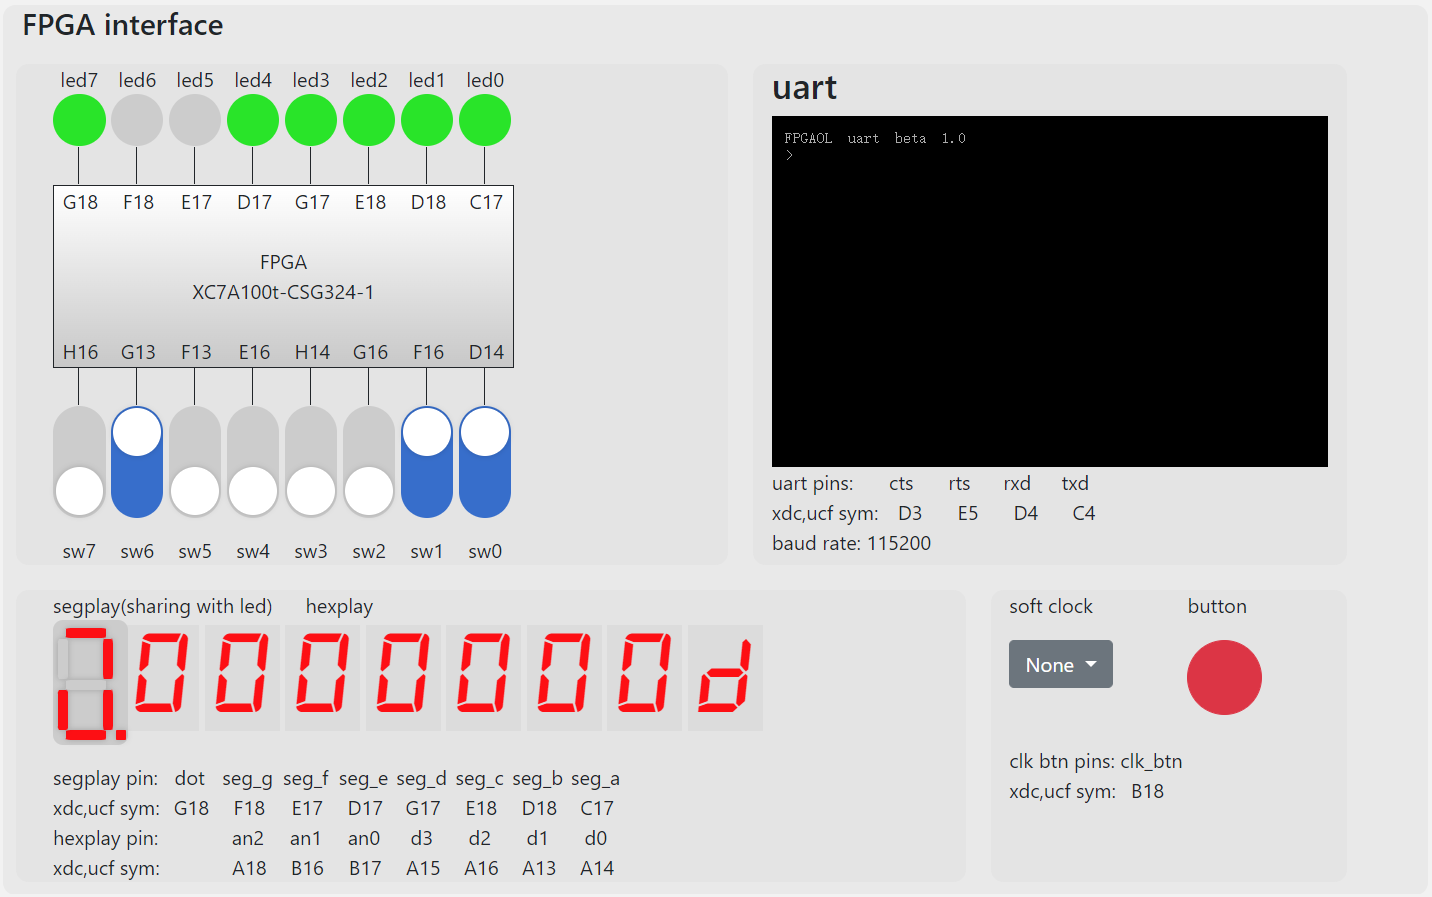 FPGA interface
led7 led6 led5 led4 led3 led2 led1 led0
G18 F18 E17 D17 G17 E18 D18 C17
FPGA
XC7A100t-CSG324-1
H16 G13 F13 E16 H14 G16 F16 D14
sw7 sw6 sw5 sw4 sw3 sw2 sw1 sw0
uart
FPGAOL uart beta 1.0
>
uart pins: cts rts rxd txd
xdc,ucf sym: D3 E5 D4 C4
baud rate: 115200
segplay(sharing with led) hexplay
0000000d
segplay pin: dot seg_g seg_f seg_e seg_d seg_c seg_b seg_a
xdc,ucf sym: G18 F18 E17 D17 G17 E18 D18 C17
hexplay pin: an2 an1 an0 d3 d2 d1 d0
xdc,ucf sym: A18 B16 B17 A15 A16 A13 A14
soft clock button
None
clk btn pins: clk_btn
xdc,ucf sym: B18